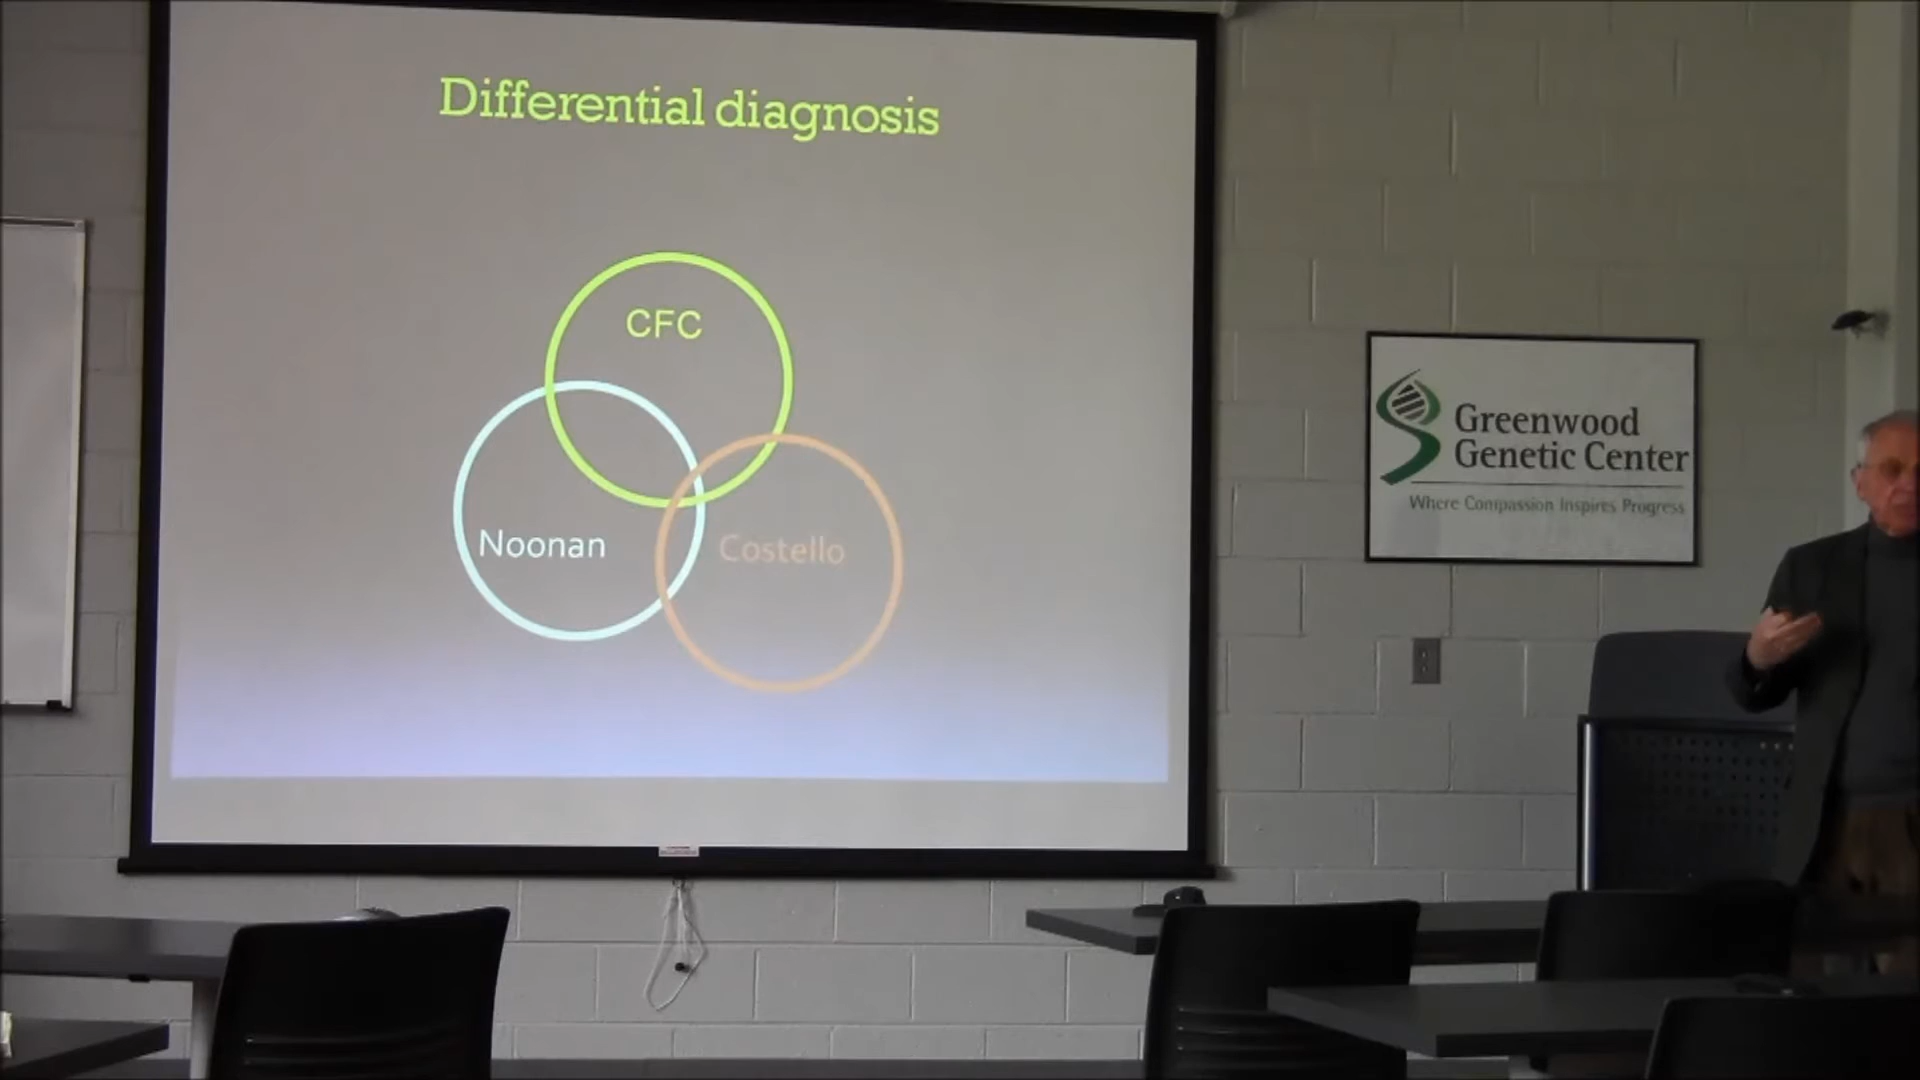 Differential diagnosis
CFC
Noonan
Costello
Greenwood
Genetic Center
Where Compassion Inspires Progress